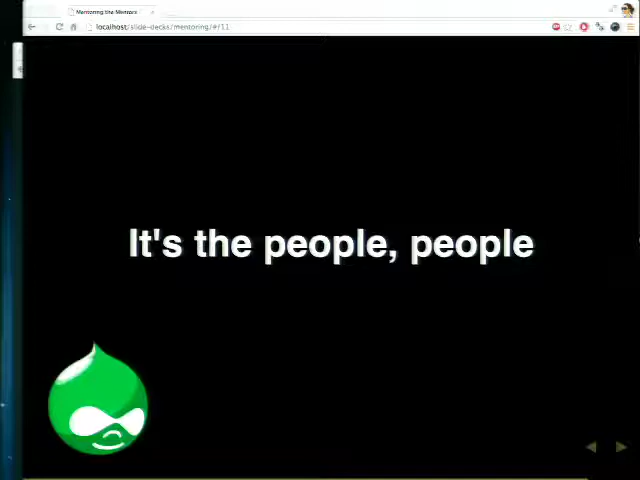 Mentoring the Mentors
localhost/slide-decks/mentoring/#/11
It's the people, people